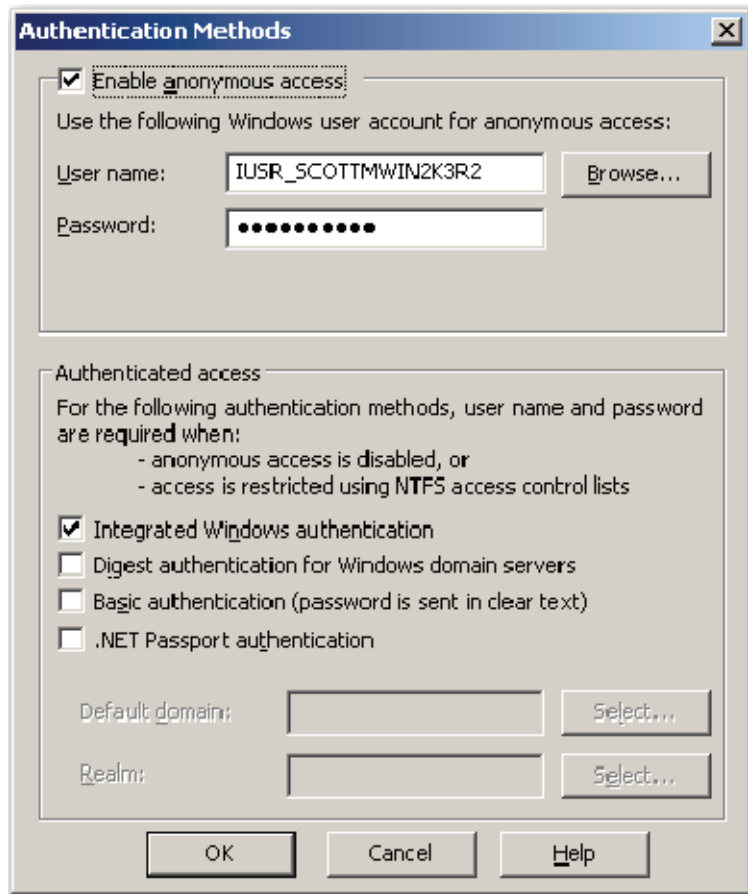 Authentication Methods
Enable anonymous access
Use the following Windows user account for anonymous access:
User name:
IUSR_SCOTTMWIN2K3R2
Browse...
Password:
●●●●●●●●●●
Authenticated access
For the following authentication methods, user name and password
are required when:
- anonymous access is disabled, or
- access is restricted using NTFS access control lists
Integrated Windows authentication
Digest authentication for Windows domain servers
Basic authentication (password is sent in clear text)
.NET Passport authentication
Default domain:
Select...
Realm:
Select...
OK
Cancel
Help